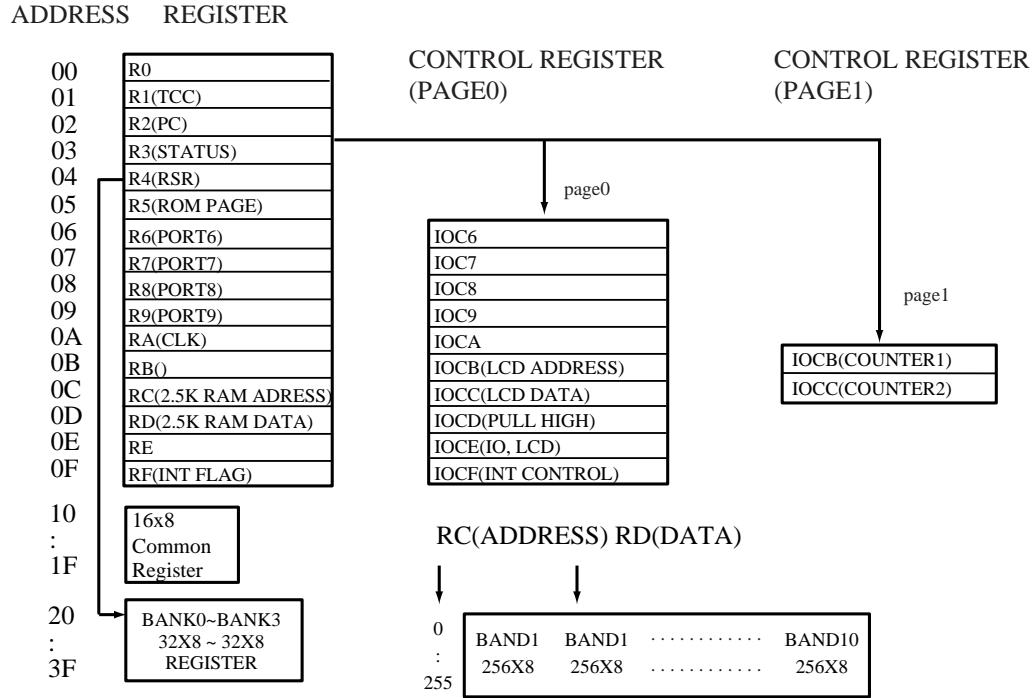 ADDRESS REGISTER
00 R0
01 R1(TCC)
02 R2(PC)
03 R3(STATUS)
04 R4(RSR)
05 R5(ROM PAGE)
06 R6(PORT6)
07 R7(PORT7)
08 R8(PORT8)
09 R9(PORT9)
0A RA(CLK)
0B RB()
0C RC(2.5K RAM ADRESS)
0D RD(2.5K RAM DATA)
0E RE
0F RF(INT FLAG)
10
:
1F
16x8
Common
Register
20
:
3F
BANK0~BANK3
32X8 ~ 32X8
REGISTER
CONTROL REGISTER
(PAGE0)
page0
IOC6
IOC7
IOC8
IOC9
IOCA
IOCB(LCD ADDRESS)
IOCC(LCD DATA)
IOCD(PULL HIGH)
IOCE(IO, LCD)
IOCF(INT CONTROL)
CONTROL REGISTER
(PAGE1)
page1
IOCB(COUNTER1)
IOCC(COUNTER2)
RC(ADDRESS) RD(DATA)
0
:
255
BAND1 BAND1 ............ BAND10
256X8 256X8 ............ 256X8